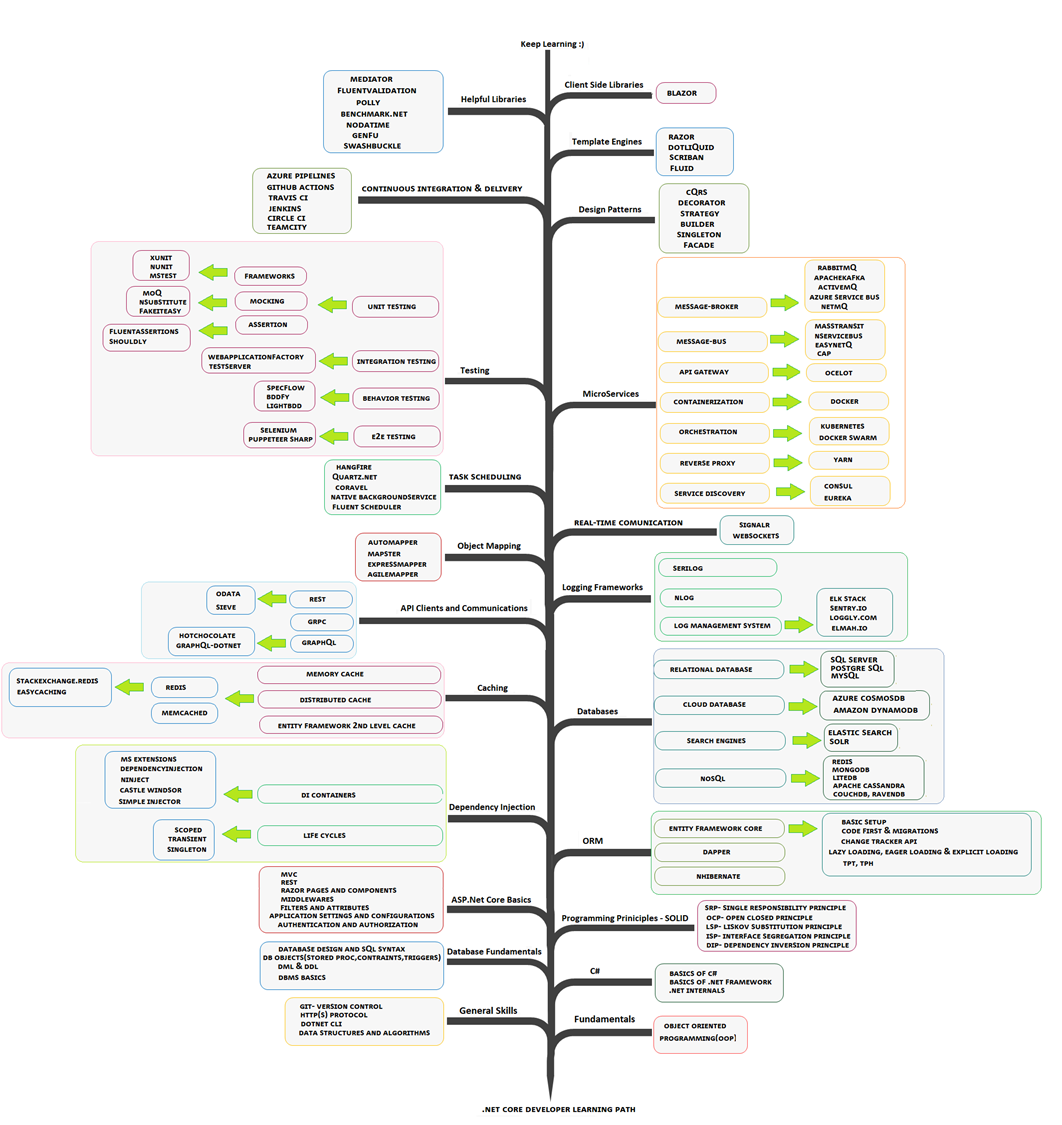 Keep Learning :)
Helpful Libraries
MEDIATOR
FLUENTVALIDATION
POLLY
BENCHMARK.NET
NODATIME
GENFU
SWASHBUCKLE
Client Side Libraries
BLAZOR
Template Engines
RAZOR
DOTLIQUID
SCRIBAN
FLUID
CONTINUOUS INTEGRATION & DELIVERY
AZURE PIPELINES
GITHUB ACTIONS
TRAVIS CI
JENKINS
CIRCLE CI
TEAMCITY
Design Patterns
CQRS
DECORATOR
STRATEGY
BUILDER
SINGLETON
FACADE
Testing
UNIT TESTING
FRAMEWORKS
XUNIT
NUNIT
MSTEST
MOCKING
MOQ
NSUBSTITUTE
FAKEITEASY
ASSERTION
FLUENTASSERTIONS
SHOULDLY
INTEGRATION TESTING
WEBAPPLICATIONFACTORY
TESTSERVER
BEHAVIOR TESTING
SPECFLOW
BDDFY
LIGHTBDD
E2E TESTING
SELENIUM
PUPPETEER SHARP
MicroServices
MESSAGE-BROKER
RABBITMQ
APACHEKAFKA
ACTIVEMQ
AZURE SERVICE BUS
NETMQ
MESSAGE-BUS
MASSTRANSIT
NSERVICEBUS
EASYNETQ
CAP
API GATEWAY
OCELOT
CONTAINERIZATION
DOCKER
ORCHESTRATION
KUBERNETES
DOCKER SWARM
REVERSE PROXY
YARN
SERVICE DISCOVERY
CONSUL
EUREKA
TASK SCHEDULING
HANGFIRE
QUARTZ.NET
CORAVEL
NATIVE BACKGROUNDSERVICE
FLUENT SCHEDULER
REAL-TIME COMUNICATION
SIGNALR
WEBSOCKETS
Object Mapping
AUTOMAPPER
MAPSTER
EXPRESSMAPPER
AGILEMAPPER
Logging Frameworks
SERILOG
NLOG
LOG MANAGEMENT SYSTEM
ELK STACK
SENTRY.IO
LOGGLY.COM
ELMAH.IO
API Clients and Communications
REST
ODATA
SIEVE
GRPC
GRAPHQL
HOTCHOCOLATE
GRAPHQL-DOTNET
Caching
MEMORY CACHE
DISTRIBUTED CACHE
REDIS
STACKEXCHANGE.REDIS
EASYCACHING
MEMCACHED
ENTITY FRAMEWORK 2ND LEVEL CACHE
Databases
RELATIONAL DATABASE
SQL SERVER
POSTGRE SQL
MYSQL
CLOUD DATABASE
AZURE COSMOSDB
AMAZON DYNAMODB
SEARCH ENGINES
ELASTIC SEARCH
SOLR
NOSQL
REDIS
MONGODB
LITEDB
APACHE CASSANDRA
COUCHDB, RAVENDB
Dependency Injection
DI CONTAINERS
MS EXTENSIONS
DEPENDENCYINJECTION
NINJECT
CASTLE WINDSOR
SIMPLE INJECTOR
LIFE CYCLES
SCOPED
TRANSIENT
SINGLETON
ORM
ENTITY FRAMEWORK CORE
BASIC SETUP
CODE FIRST & MIGRATIONS
CHANGE TRACKER API
LAZY LOADING, EAGER LOADING & EXPLICIT LOADING
TPT, TPH
DAPPER
NHIBERNATE
ASP.Net Core Basics
MVC
REST
RAZOR PAGES AND COMPONENTS
MIDDLEWARES
FILTERS AND ATTRIBUTES
APPLICATION SETTINGS AND CONFIGURATIONS
AUTHENTICATION AND AUTHORIZATION
Programming Priniciples - SOLID
SRP- SINGLE RESPONSIBILITY PRINCIPLE
OCP- OPEN CLOSED PRINCIPLE
LSP- LISKOV SUBSTITUTION PRINCIPLE
ISP- INTERFACE SEGREGATION PRINCIPLE
DIP- DEPENDENCY INVERSION PRINCIPLE
Database Fundamentals
DATABASE DESIGN AND SQL SYNTAX
DB OBJECTS(STORED PROC,CONTRAINTS,TRIGGERS)
DML & DDL
DBMS BASICS
C#
BASICS OF C#
BASICS OF .NET FRAMEWORK
.NET INTERNALS
General Skills
GIT- VERSION CONTROL
HTTP(S) PROTOCOL
DOTNET CLI
DATA STRUCTURES AND ALGORITHMS
Fundamentals
OBJECT ORIENTED
PROGRAMMING(OOP)
.NET CORE DEVELOPER LEARNING PATH